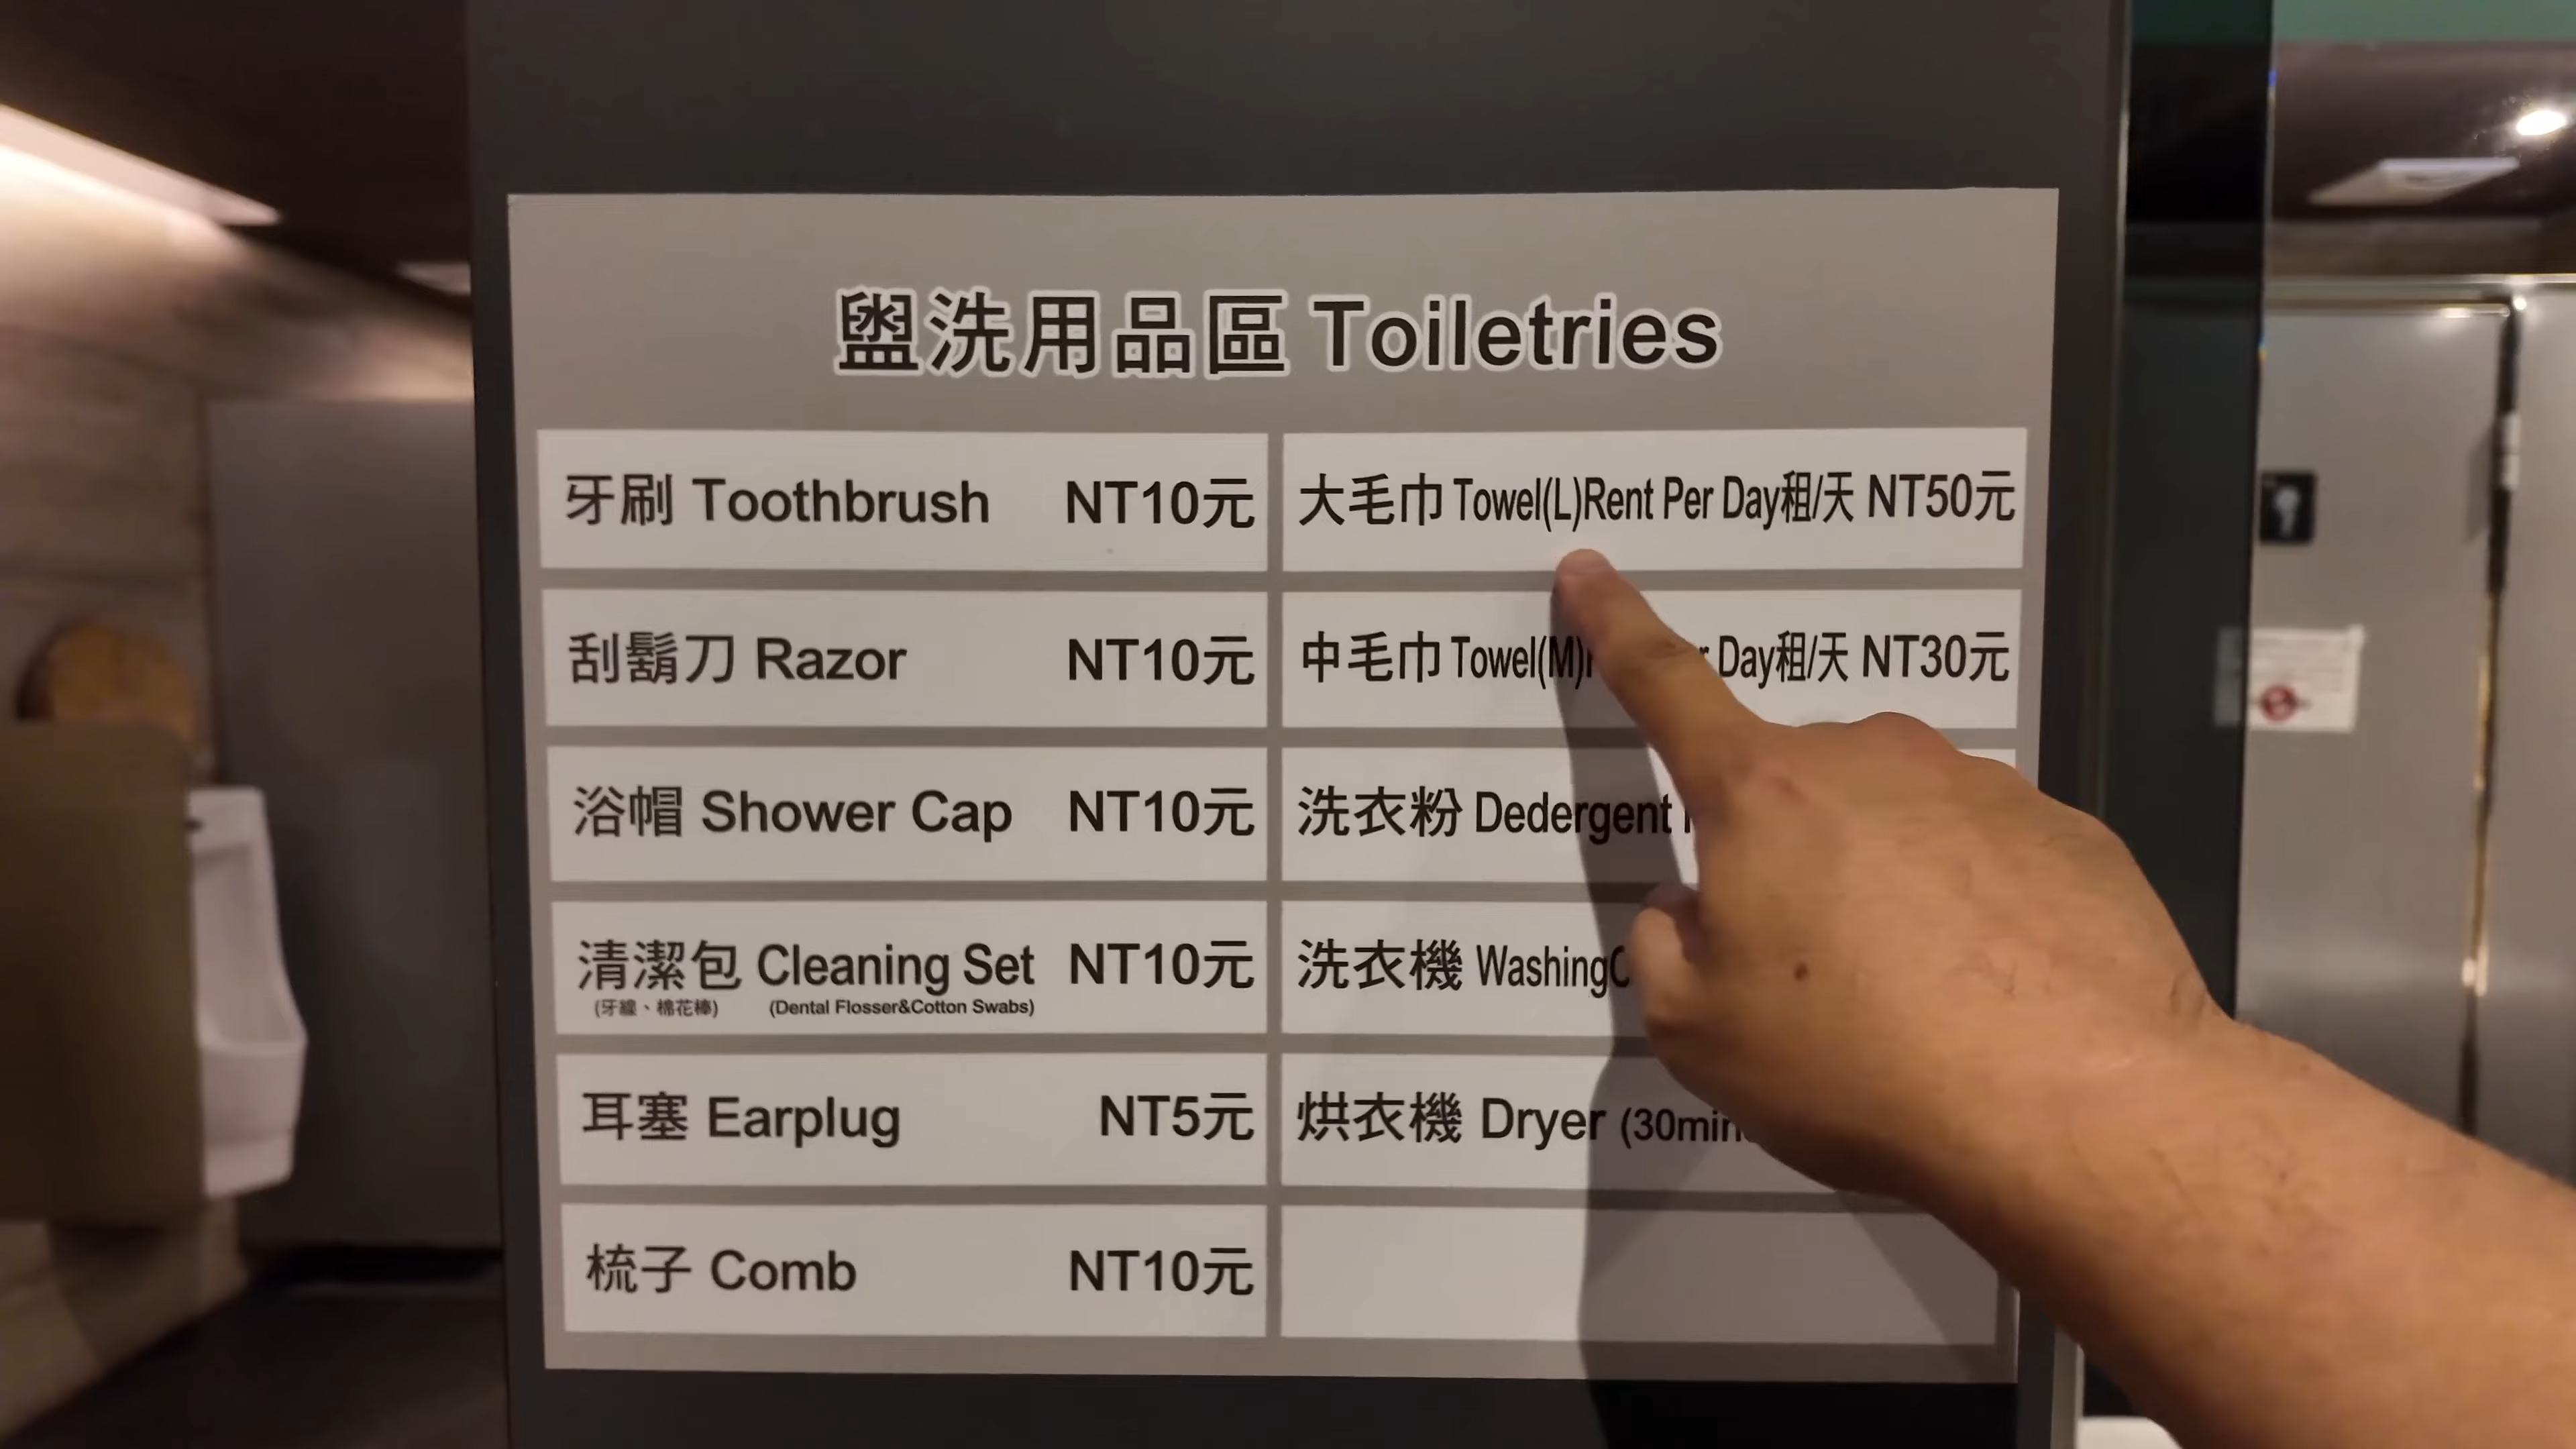 盥洗用品區 Toiletries
牙刷 Toothbrush NT10元
刮鬍刀 Razor NT10元
浴帽 Shower Cap NT10元
清潔包 Cleaning Set NT10元
(牙線、棉花棒) (Dental Flosser&Cotton Swabs)
耳塞 Earplug NT5元
梳子 Comb NT10元
大毛巾 Towel(L)Rent Per Day租/天 NT50元
中毛巾 Towel(M) Day租/天 NT30元
洗衣粉 Dedergent
洗衣機 Washing
烘衣機 Dryer (30min